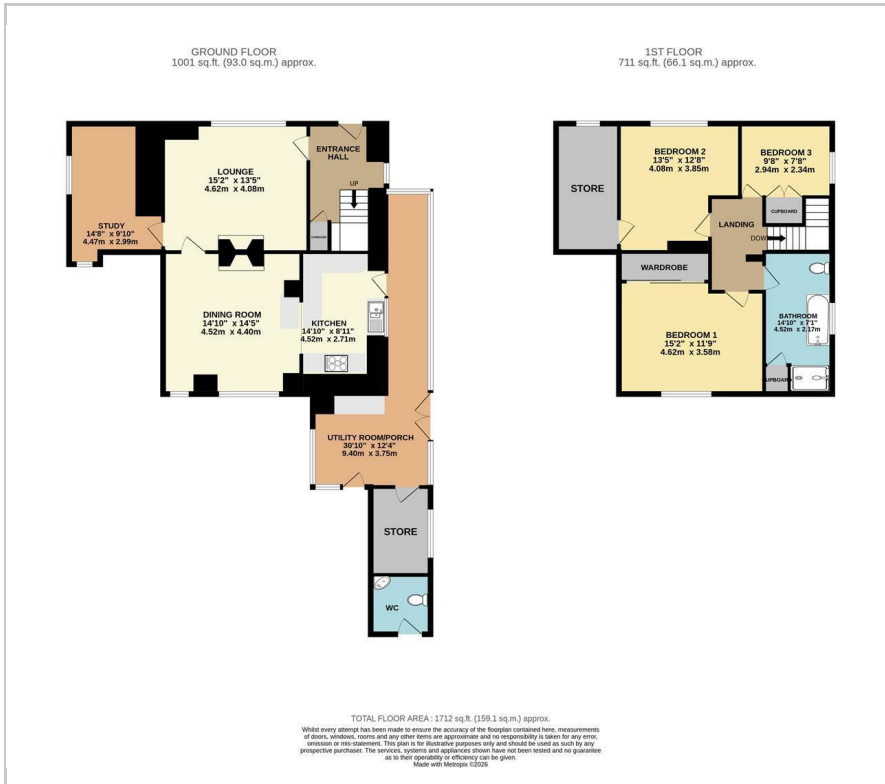 GROUND FLOOR
1001 sq.ft. (93.0 sq.m.) approx.
1ST FLOOR
711 sq.ft. (66.1 sq.m.) approx.
ENTRANCE
HALL
UP
LOUNGE
15'2" x 13'5"
4.62m x 4.08m
STUDY
14'8" x 9'10"
4.47m x 2.99m
CUPBOARD
DINING ROOM
14'10" x 14'5"
4.52m x 4.40m
KITCHEN
14'10" x 8'11"
4.52m x 2.71m
UTILITY ROOM/PORCH
30'10" x 12'4"
9.40m x 3.75m
STORE
WC
STORE
BEDROOM 2
13'5" x 12'8"
4.08m x 3.85m
BEDROOM 3
9'8" x 7'8"
2.94m x 2.34m
CUPBOARD
LANDING
DOWN
WARDROBE
BEDROOM 1
15'2" x 11'9"
4.62m x 3.58m
BATHROOM
14'10" x 7'1"
4.52m x 2.17m
CUPBOARD
TOTAL FLOOR AREA : 1712 sq.ft. (159.1 sq.m.) approx.
Whilst every attempt has been made to ensure the accuracy of the floorplan contained here, measurements
of doors, windows, rooms and any other items are approximate and no responsibility is taken for any error,
omission or mis-statement. This plan is for illustrative purposes only and should be used as such by any
prospective purchaser. The services, systems and appliances shown have not been tested and no guarantee
as to their operability or efficiency can be given.
Made with Metropix ©2026